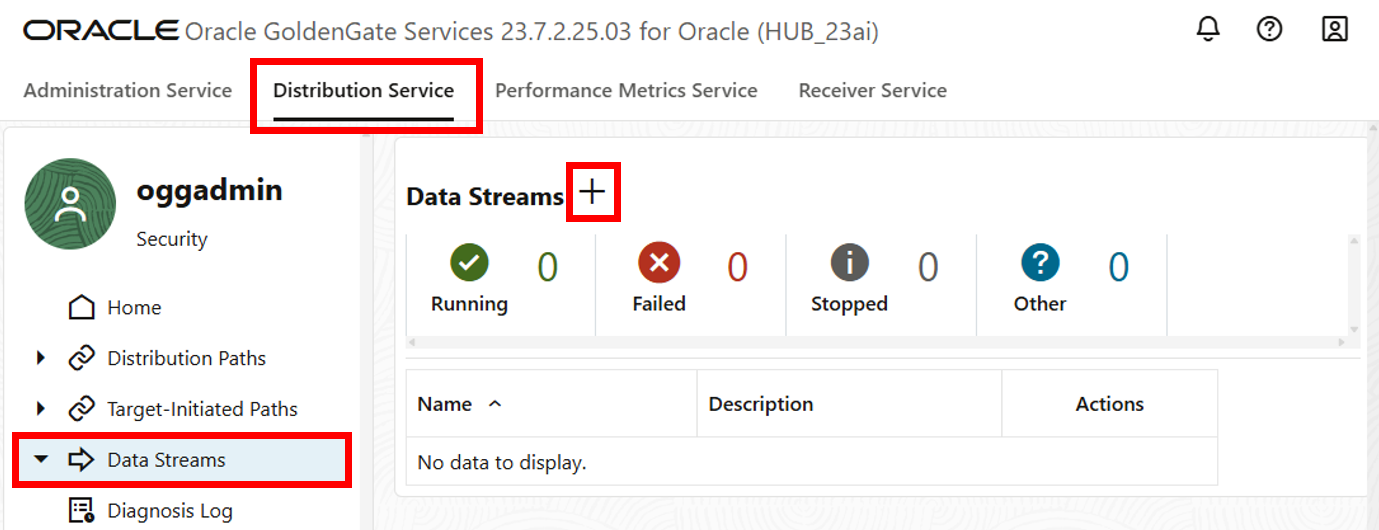 ORACLE Oracle GoldenGate Services 23.7.2.25.03 for Oracle (HUB_23ai)
Administration Service Distribution Service Performance Metrics Service Receiver Service
oggadmin
Security
Home
Distribution Paths
Target-Initiated Paths
Data Streams
Diagnosis Log
Data Streams
0 0 0 0
Running Failed Stopped Other
Name Description Actions
No data to display.